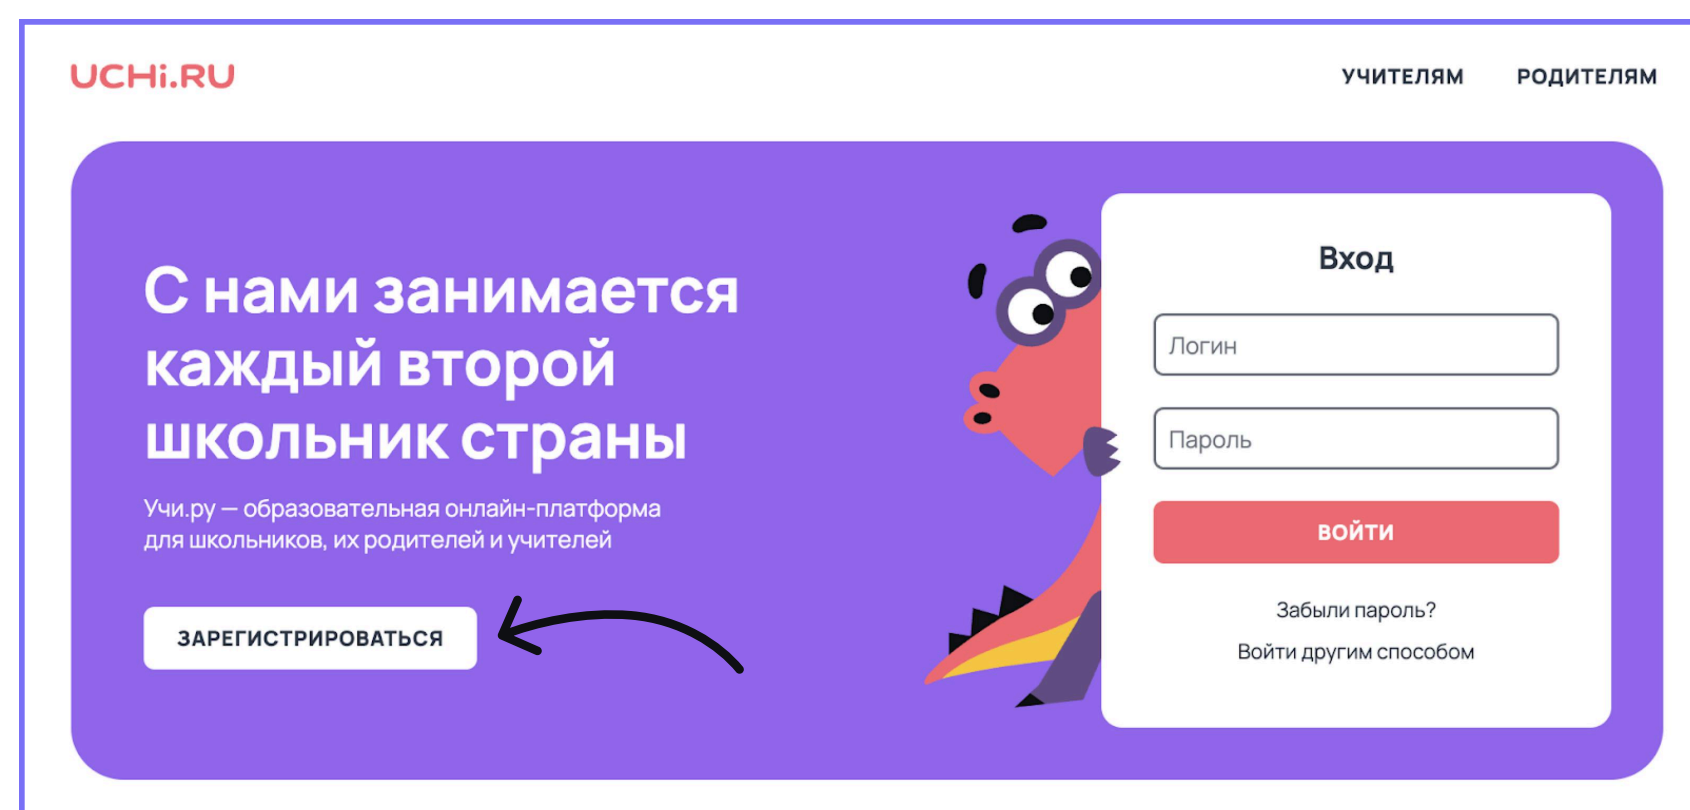 UCHi.RU
УЧИТЕЛЯМ
РОДИТЕЛЯМ
С нами занимается
каждый второй
школьник страны
Учи.ру — образовательная онлайн-платформа
для школьников, их родителей и учителей
ЗАРЕГИСТРИРОВАТЬСЯ
Вход
Логин
Пароль
ВОЙТИ
Забыли пароль?
Войти другим способом